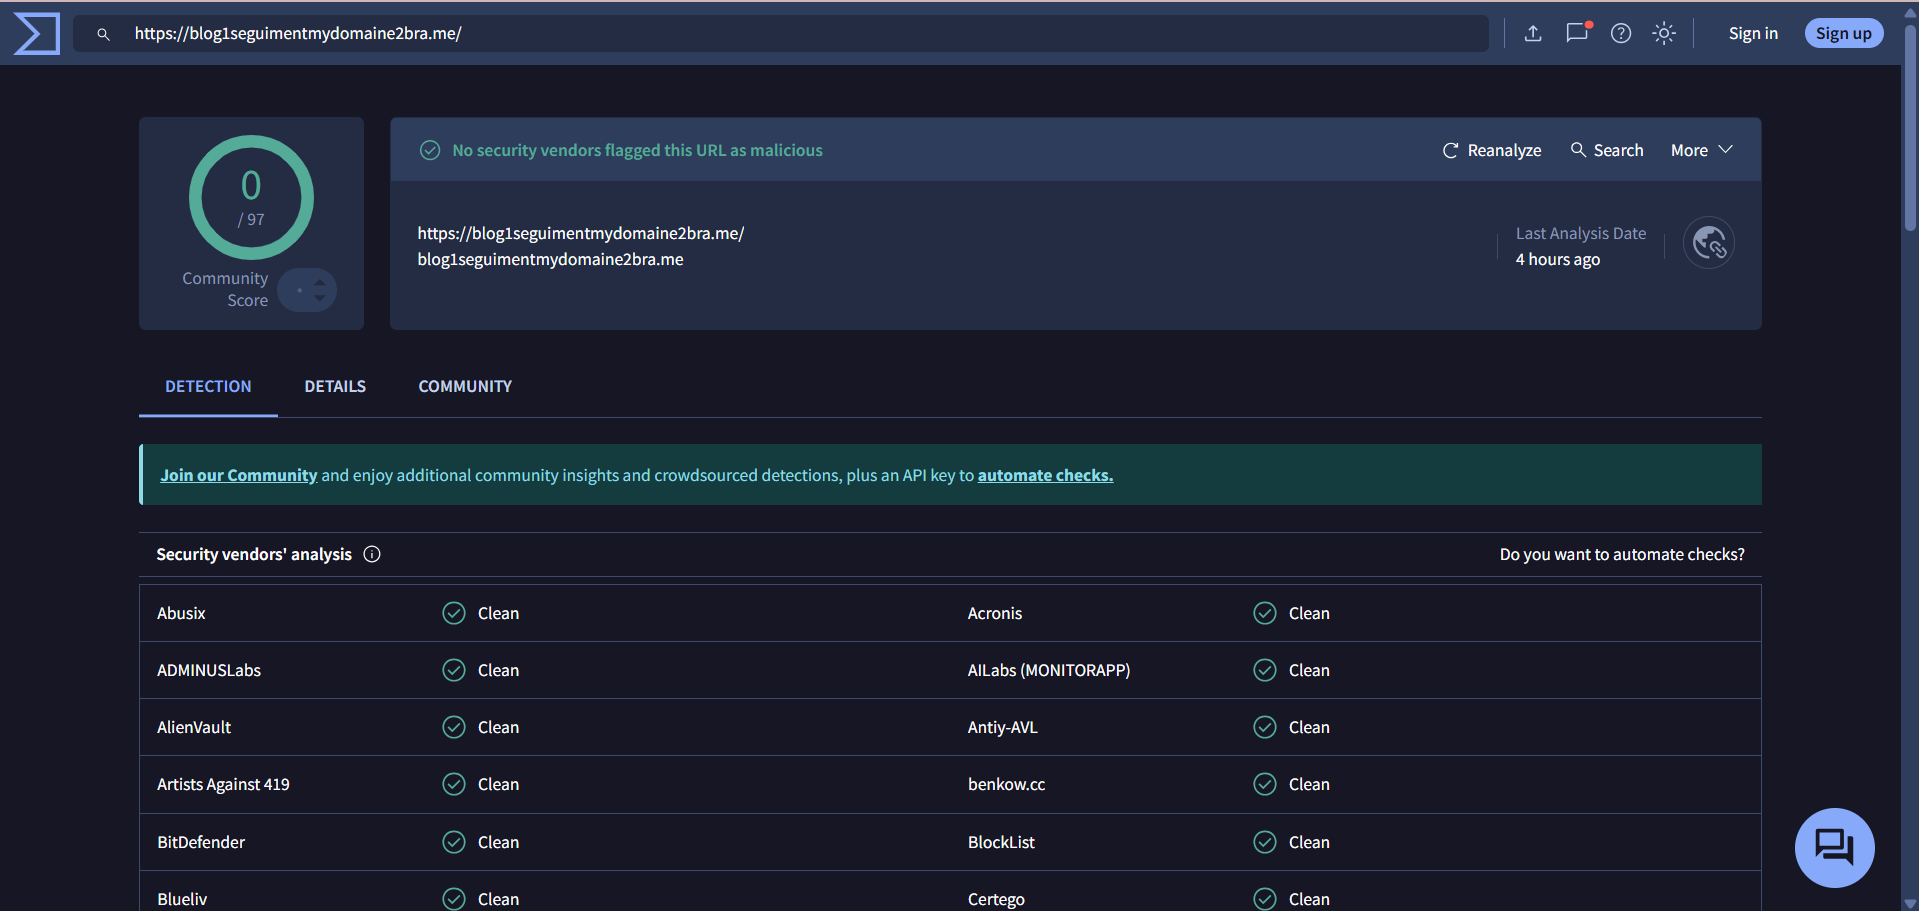 https://blog1seguimentmydomaine2bra.me/
Sign in
Sign up
0
/ 97
Community
Score
No security vendors flagged this URL as malicious
Reanalyze
Search
More
https://blog1seguimentmydomaine2bra.me/
blog1seguimentmydomaine2bra.me
Last Analysis Date
4 hours ago
DETECTION
DETAILS
COMMUNITY
Join our Community and enjoy additional community insights and crowdsourced detections, plus an API key to automate checks.
Security vendors' analysis
Do you want to automate checks?
Abusix
Clean
Acronis
Clean
ADMINUSLabs
Clean
AILabs (MONITORAPP)
Clean
AlienVault
Clean
Antiy-AVL
Clean
Artists Against 419
Clean
benkow.cc
Clean
BitDefender
Clean
BlockList
Clean
Blueliv
Clean
Certego
Clean